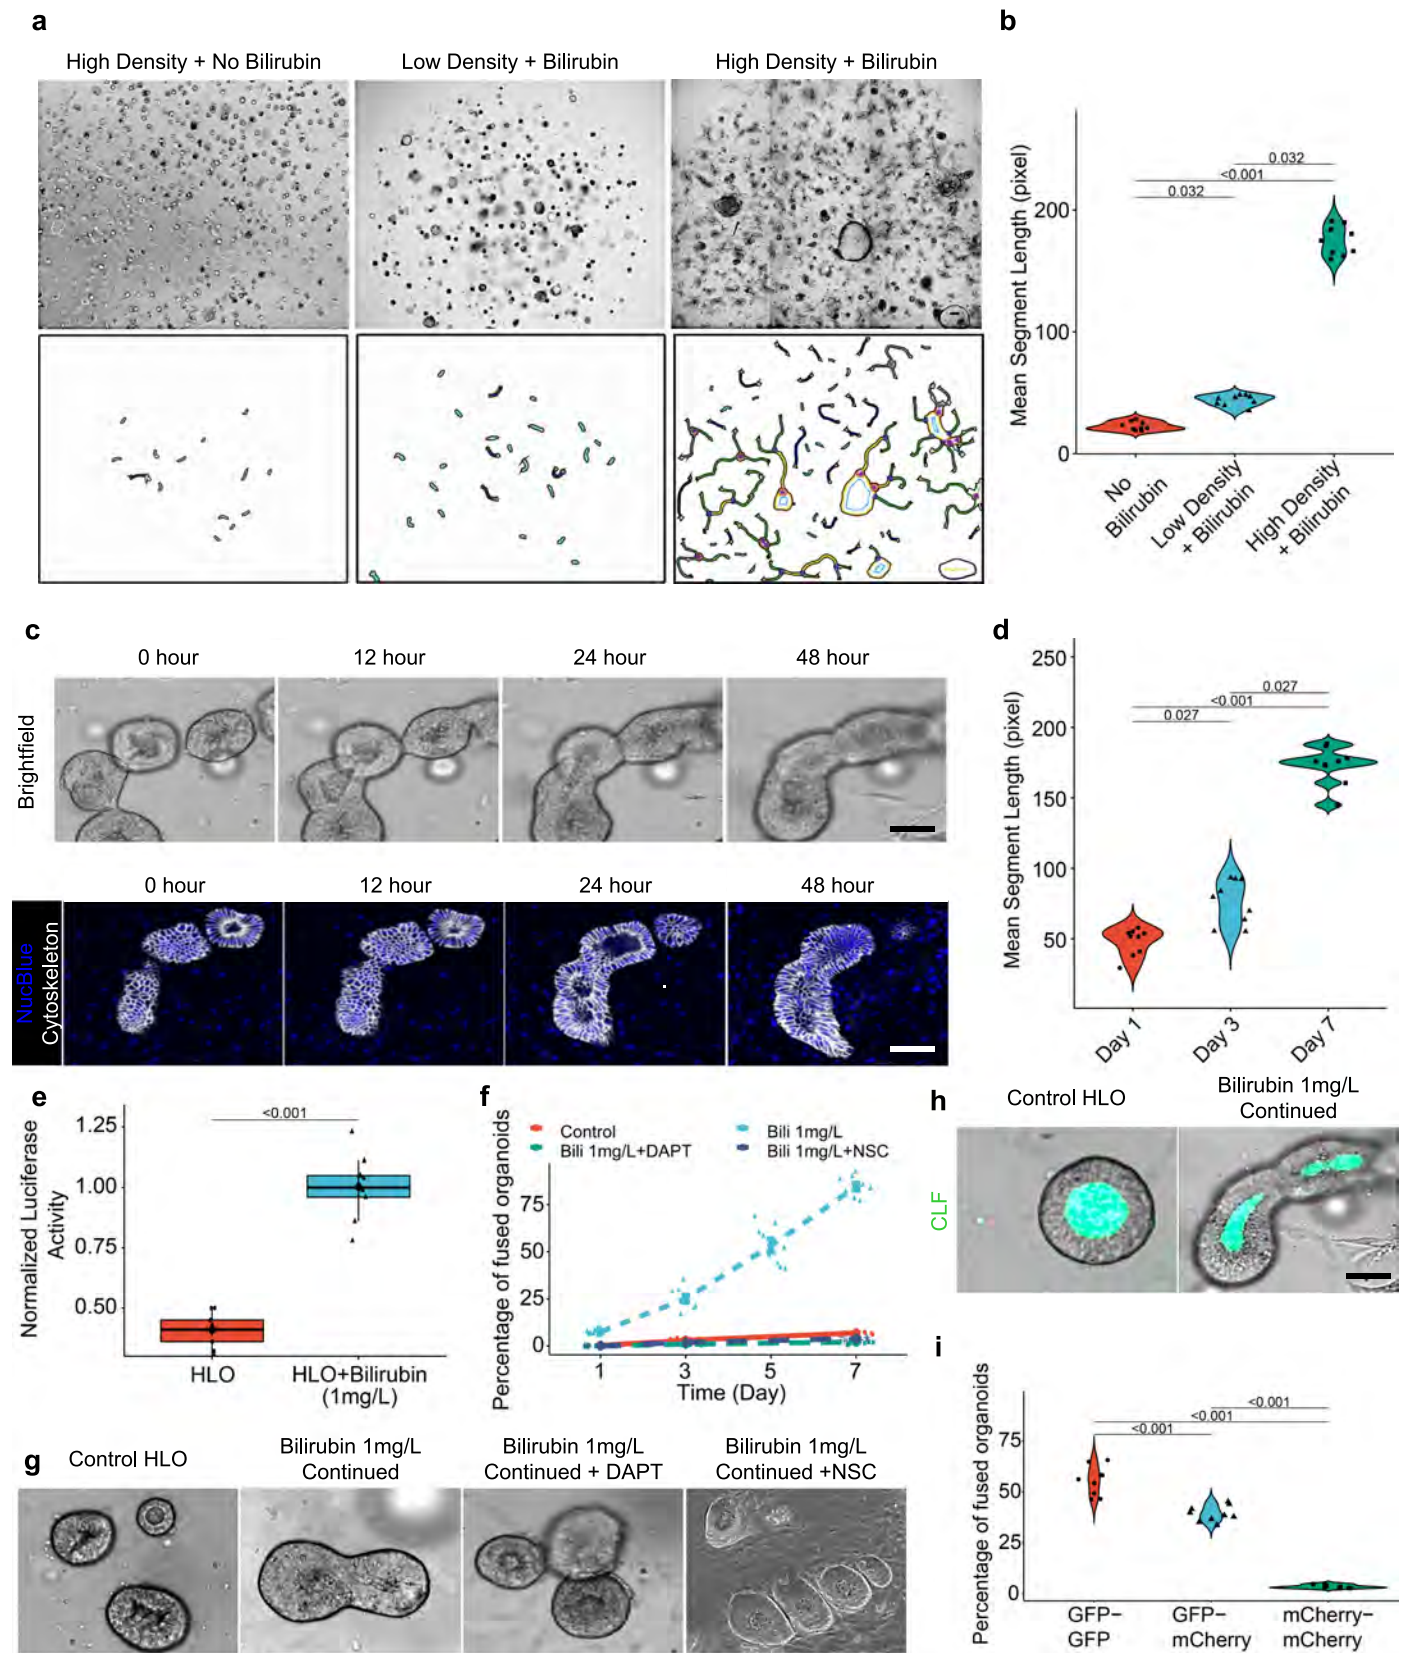 a
High Density + No Bilirubin
Low Density + Bilirubin
High Density + Bilirubin
b
Mean Segment Length (pixel)
200
100
0
0.032
<0.001
0.032
No
Bilirubin
Low Density
+ Bilirubin
High Density
+ Bilirubin
c
0 hour
12 hour
24 hour
48 hour
Brightfield
0 hour
12 hour
24 hour
48 hour
NucBlue
Cytoskeleton
d
Mean Segment Length (pixel)
250
200
150
100
50
0.027
<0.001
0.027
Day 1
Day 3
Day 7
e
Normalized Luciferase
Activity
1.25
1.00
0.75
0.50
<0.001
HLO
HLO+Bilirubin
(1mg/L)
f
Percentage of fused organoids
Control
Bili 1mg/L
Bili 1mg/L+DAPT
Bili 1mg/L+NSC
75
50
25
0
1
3
5
7
Time (Day)
g
Control HLO
Bilirubin 1mg/L
Continued
Bilirubin 1mg/L
Continued + DAPT
Bilirubin 1mg/L
Continued +NSC
h
Control HLO
Bilirubin 1mg/L
Continued
CLF
i
Percentage of fused organoids
75
50
25
0
<0.001
<0.001
<0.001
GFP−
GFP
GFP−
mCherry
mCherry−
mCherry